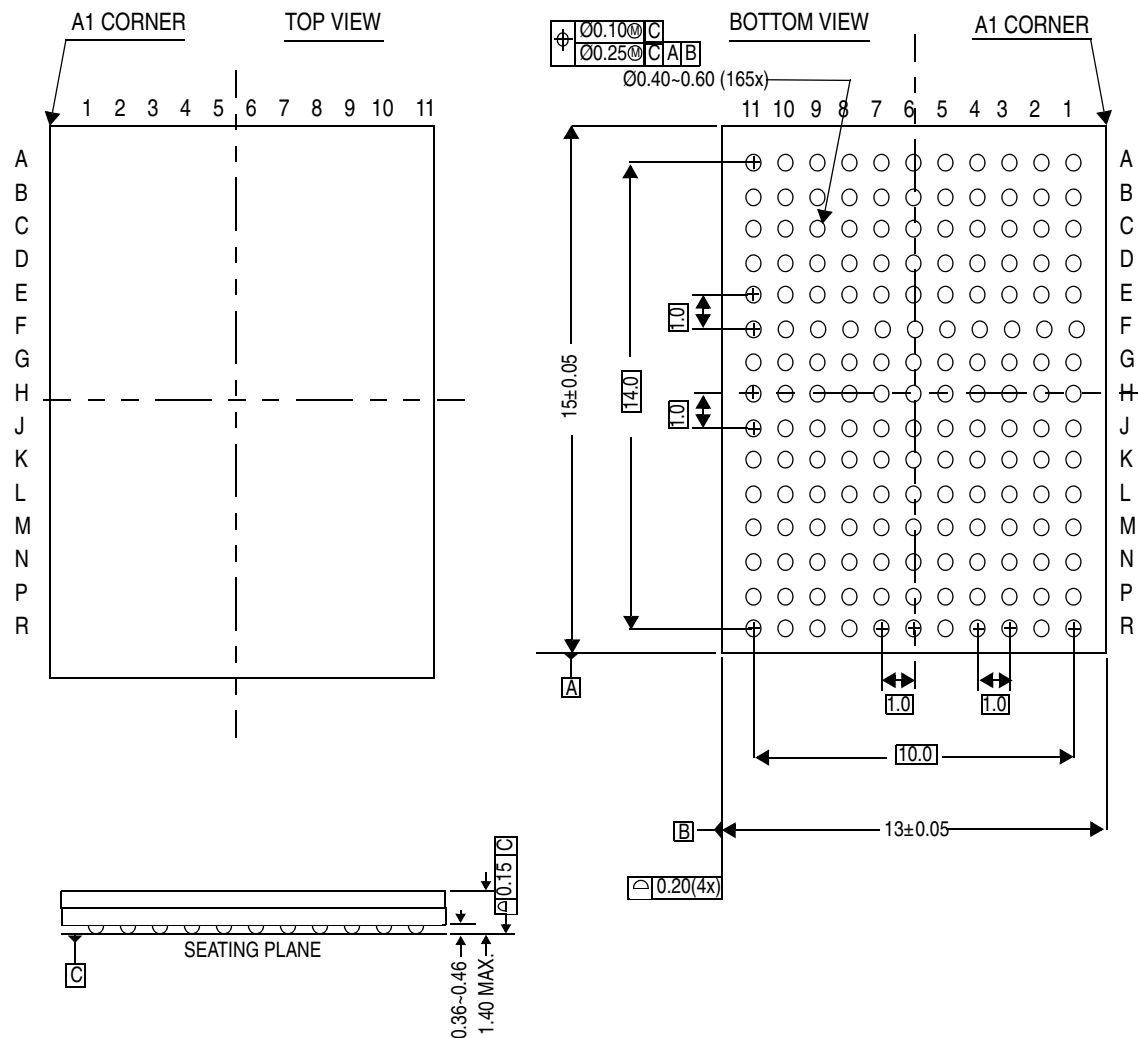 A1 CORNER
TOP VIEW
1 2 3 4 5 6 7 8 9 10 11
A
B
C
D
E
F
G
H
J
K
L
M
N
P
R
Ø0.10Ⓜ C
Ø0.25Ⓜ C A B
BOTTOM VIEW
A1 CORNER
Ø0.40~0.60 (165x)
11 10 9 8 7 6 5 4 3 2 1
A
B
C
D
E
F
G
H
J
K
L
M
N
P
R
1.0
1.0
14.0
15±0.05
A
1.0
1.0
10.0
B
13±0.05
0.20(4x)
0.15 C
SEATING PLANE
C
0.36~0.46
1.40 MAX.